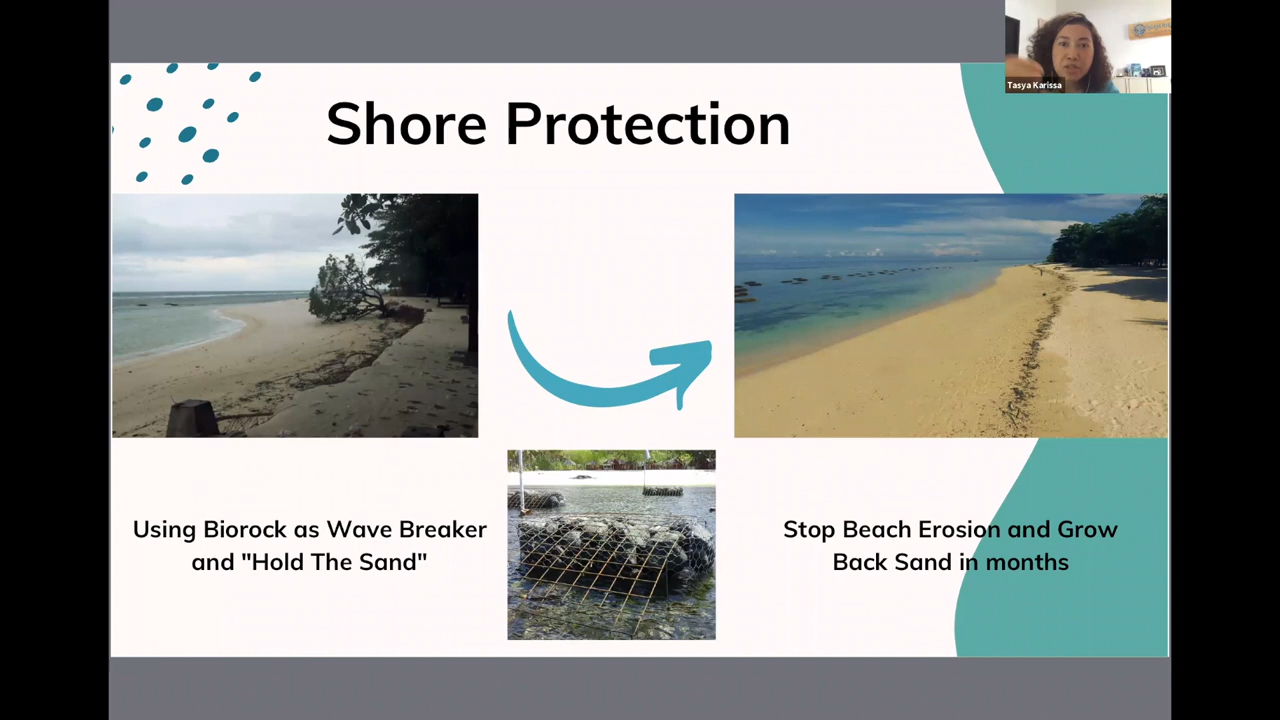 Tasya Karissa
Shore Protection
Using Biorock as Wave Breaker
and "Hold The Sand"
Stop Beach Erosion and Grow
Back Sand in months